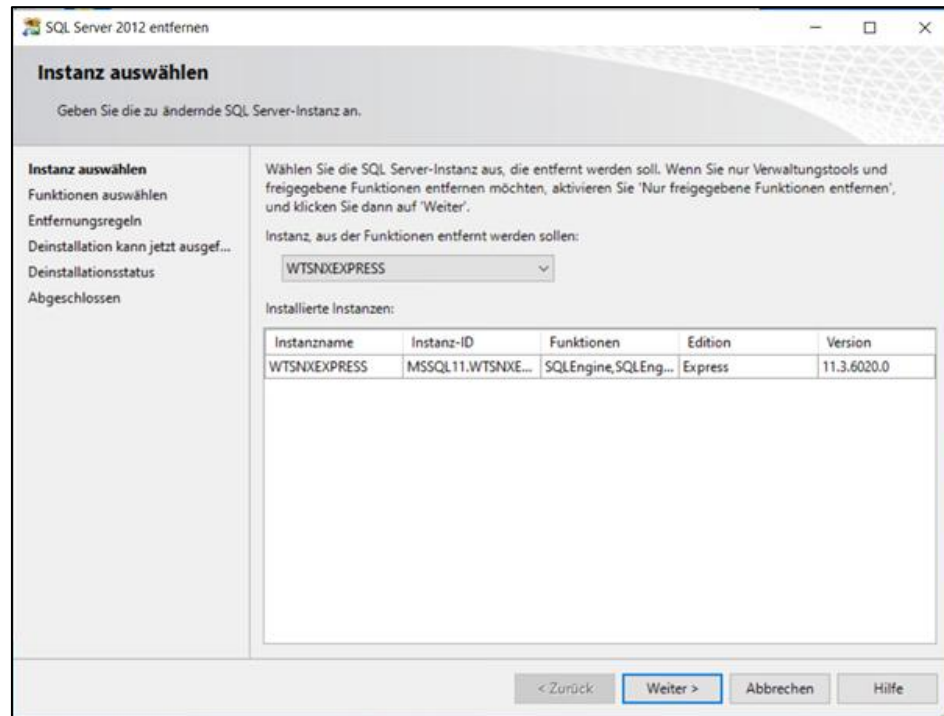 SQL Server 2012 entfernen
Instanz auswählen
Geben Sie die zu ändernde SQL Server-Instanz an.
Instanz auswählen
Funktionen auswählen
Entfernungsregeln
Deinstallation kann jetzt ausgef...
Deinstallationsstatus
Abgeschlossen
Wählen Sie die SQL Server-Instanz aus, die entfernt werden soll. Wenn Sie nur Verwaltungstools und
freigegebene Funktionen entfernen möchten, aktivieren Sie 'Nur freigegebene Funktionen entfernen',
und klicken Sie dann auf 'Weiter'.
Instanz, aus der Funktionen entfernt werden sollen:
WTSNXEXPRESS
Installierte Instanzen:
Instanzname Instanz-ID Funktionen Edition Version
WTSNXEXPRESS MSSQL11.WTSNXE... SQLEngine,SQLEng... Express 11.3.6020.0
< Zurück Weiter > Abbrechen Hilfe